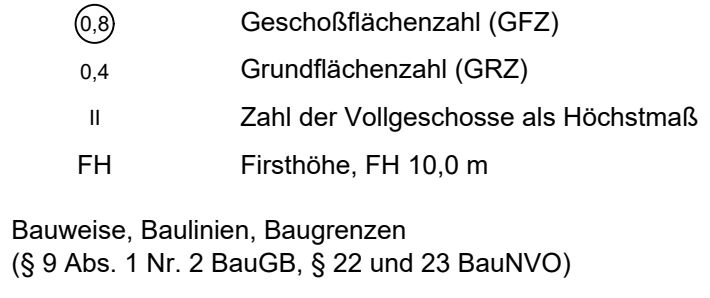 0,8 Geschoßflächenzahl (GFZ)
0,4 Grundflächenzahl (GRZ)
II Zahl der Vollgeschosse als Höchstmaß
FH Firsthöhe, FH 10,0 m
Bauweise, Baulinien, Baugrenzen
(§ 9 Abs. 1 Nr. 2 BauGB, § 22 und 23 BauNVO)